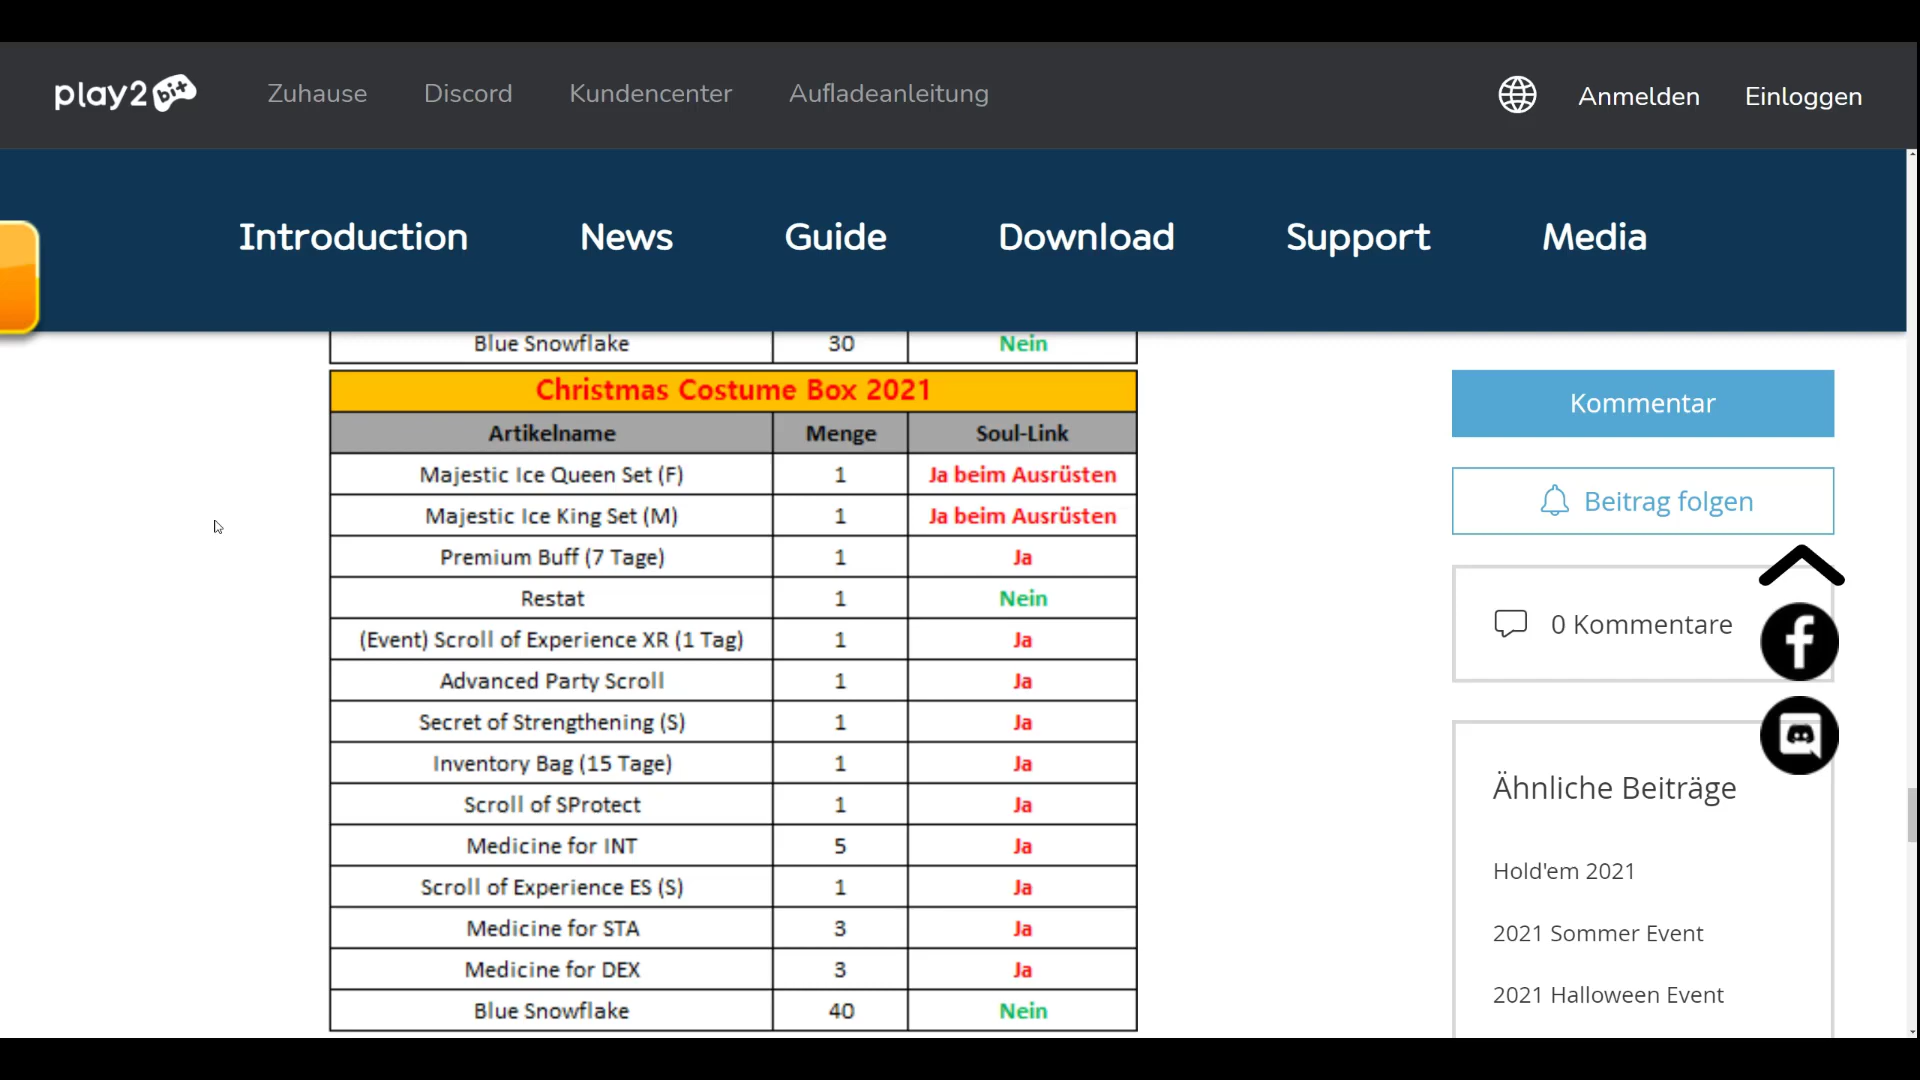 play2bit Zuhause Discord Kundencenter Aufladeanleitung Anmelden Einloggen
Introduction News Guide Download Support Media
Blue Snowflake 30 Nein
Christmas Costume Box 2021
Artikelname Menge Soul-Link
Majestic Ice Queen Set (F) 1 Ja beim Ausrüsten
Majestic Ice King Set (M) 1 Ja beim Ausrüsten
Premium Buff (7 Tage) 1 Ja
Restat 1 Nein
(Event) Scroll of Experience XR (1 Tag) 1 Ja
Advanced Party Scroll 1 Ja
Secret of Strengthening (S) 1 Ja
Inventory Bag (15 Tage) 1 Ja
Scroll of SProtect 1 Ja
Medicine for INT 5 Ja
Scroll of Experience ES (S) 1 Ja
Medicine for STA 3 Ja
Medicine for DEX 3 Ja
Blue Snowflake 40 Nein
Kommentar
Beitrag folgen
0 Kommentare
Ähnliche Beiträge
Hold'em 2021
2021 Sommer Event
2021 Halloween Event